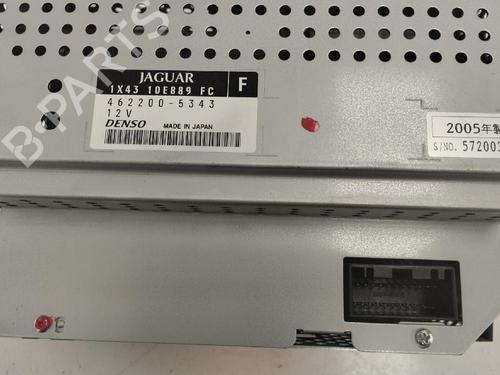 B-PARTS
JAGUAR
F
1X43 10E889 FC
462200-5343
12V
DENSO
MADE IN JAPAN
2005年製
S/NO. 572003